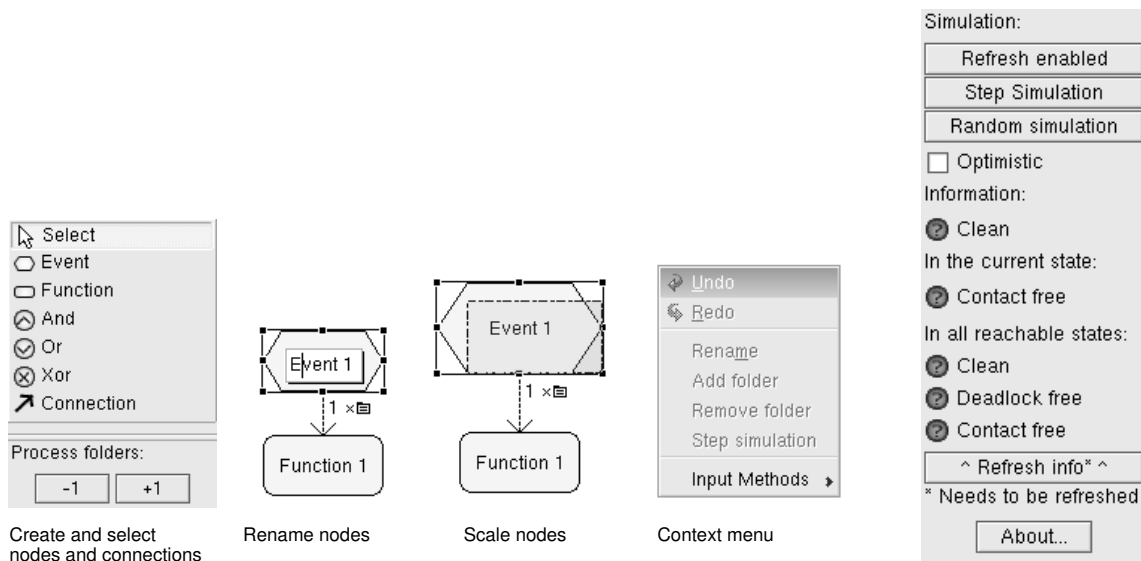 Select
Event
Function
And
Or
Xor
Connection
Process folders:
-1
+1
Create and select
nodes and connections
Event 1
1 ×
Function 1
Rename nodes
Event 1
1 ×
Function 1
Scale nodes
Undo
Redo
Rename
Add folder
Remove folder
Step simulation
Input Methods
Context menu
Simulation:
Refresh enabled
Step Simulation
Random simulation
Optimistic
Information:
? Clean
In the current state:
? Contact free
In all reachable states:
? Clean
? Deadlock free
? Contact free
^ Refresh info* ^
* Needs to be refreshed
About...